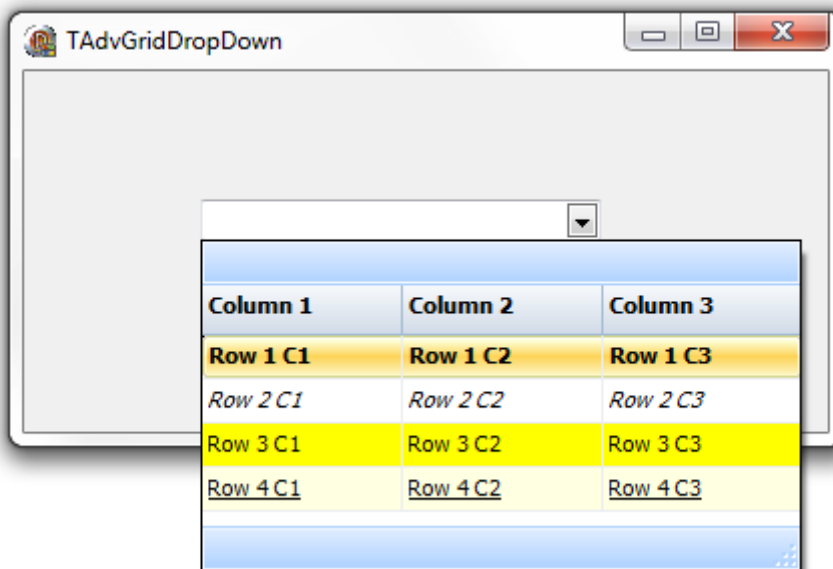 TAdvGridDropDown
Column 1 Column 2 Column 3
Row 1 C1 Row 1 C2 Row 1 C3
Row 2 C1 Row 2 C2 Row 2 C3
Row 3 C1 Row 3 C2 Row 3 C3
Row 4 C1 Row 4 C2 Row 4 C3